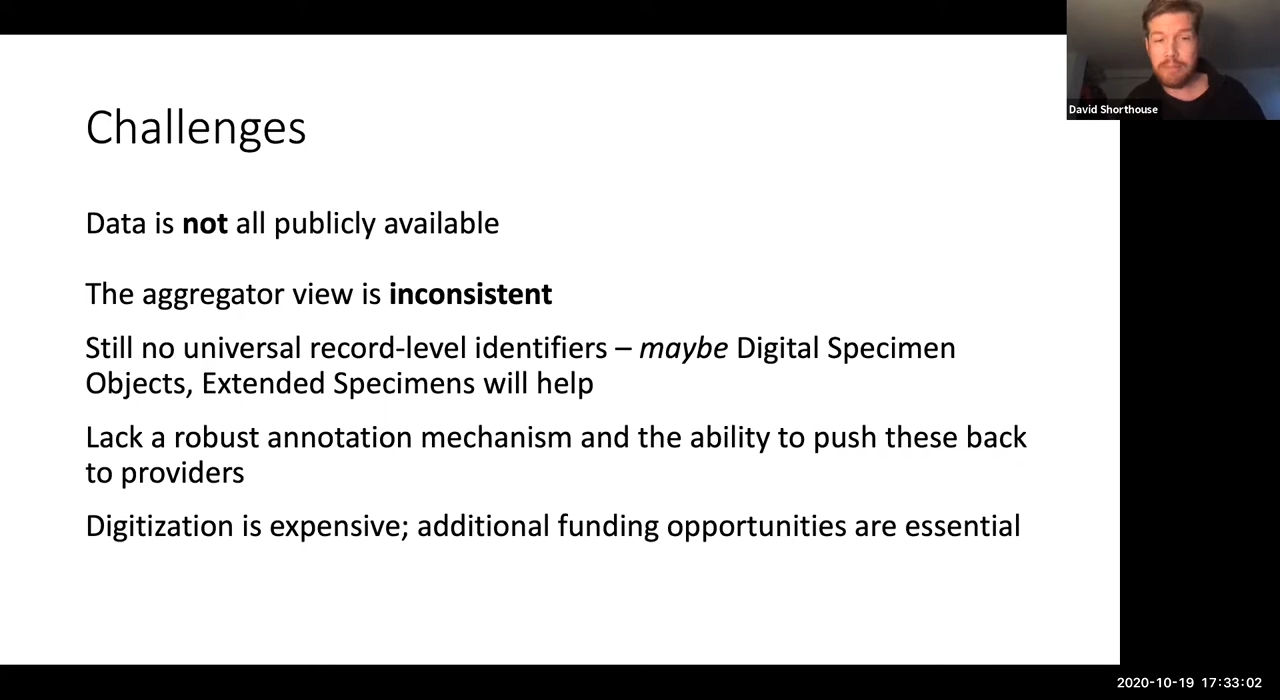 David Shorthouse
Challenges
Data is not all publicly available
The aggregator view is inconsistent
Still no universal record-level identifiers – maybe Digital Specimen
Objects, Extended Specimens will help
Lack a robust annotation mechanism and the ability to push these back
to providers
Digitization is expensive; additional funding opportunities are essential
2020-10-19 17:33:02